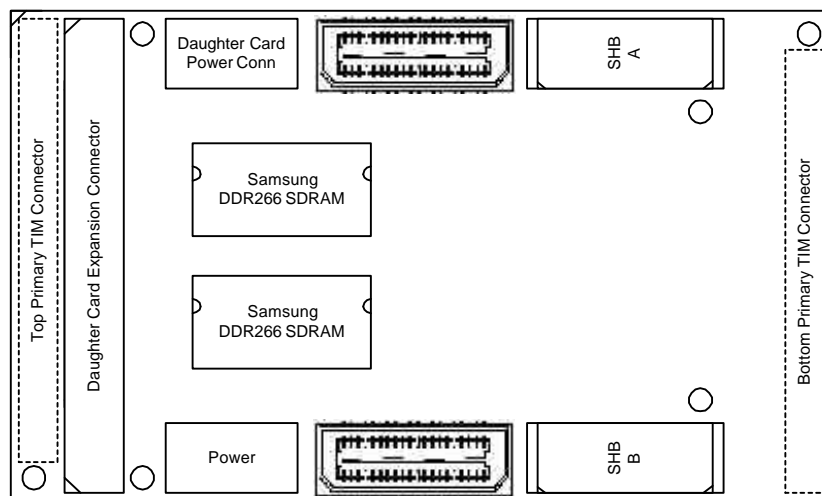 Daughter Card
Power Conn
SHB
A
Top Primary TIM Connector
Daughter Card Expansion Connector
Samsung
DDR266 SDRAM
Samsung
DDR266 SDRAM
Bottom Primary TIM Connector
Power
SHB
B